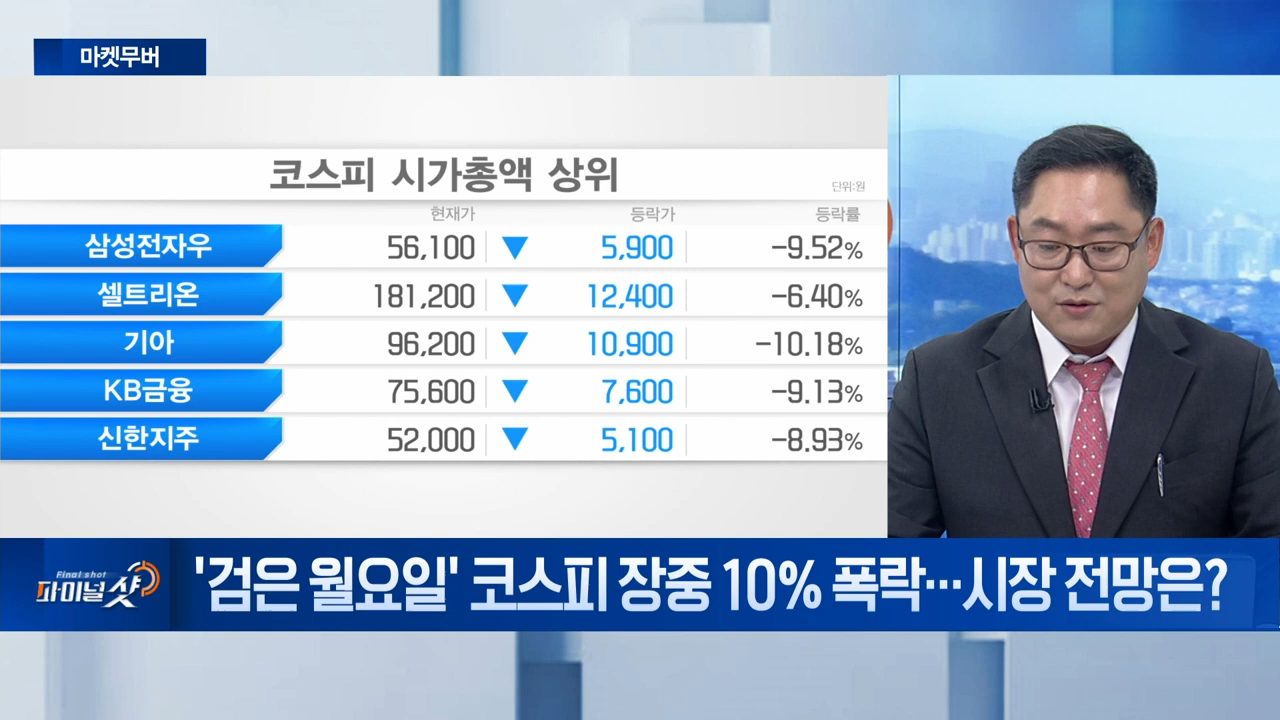 마켓무버
코스피 시가총액 상위
단위:원
현재가 등락가 등락률
삼성전자우 56,100 ▼ 5,900 -9.52%
셀트리온 181,200 ▼ 12,400 -6.40%
기아 96,200 ▼ 10,900 -10.18%
KB금융 75,600 ▼ 7,600 -9.13%
신한지주 52,000 ▼ 5,100 -8.93%
Final shot
파이널샷
'검은 월요일' 코스피 장중 10% 폭락…시장 전망은?